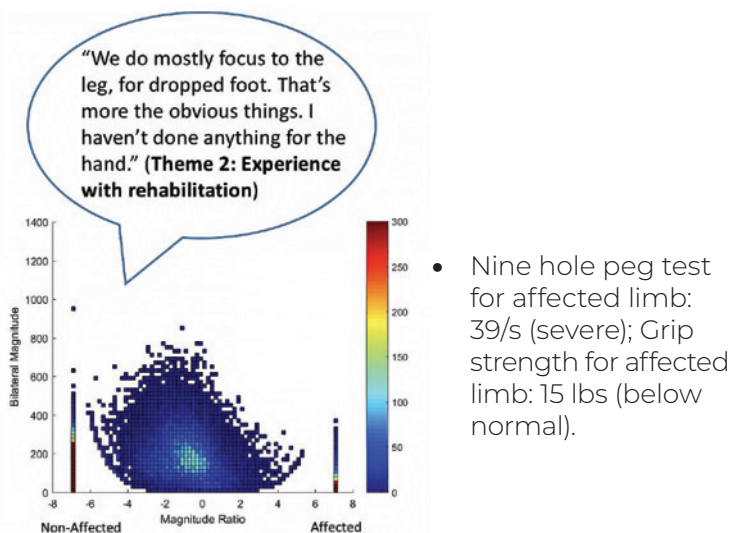 “We do mostly focus to the
leg, for dropped foot. That’s
more the obvious things. I
haven’t done anything for the
hand.” (Theme 2: Experience
with rehabilitation)
1400
1200
1000
800
600
400
200
0
Bilateral Magnitude
-8
-6
-4
-2
0
2
4
6
8
Non-Affected
Magnitude Ratio
Affected
300
250
200
150
100
50
0
• Nine hole peg test
for affected limb:
39/s (severe); Grip
strength for affected
limb: 15 lbs (below
normal).